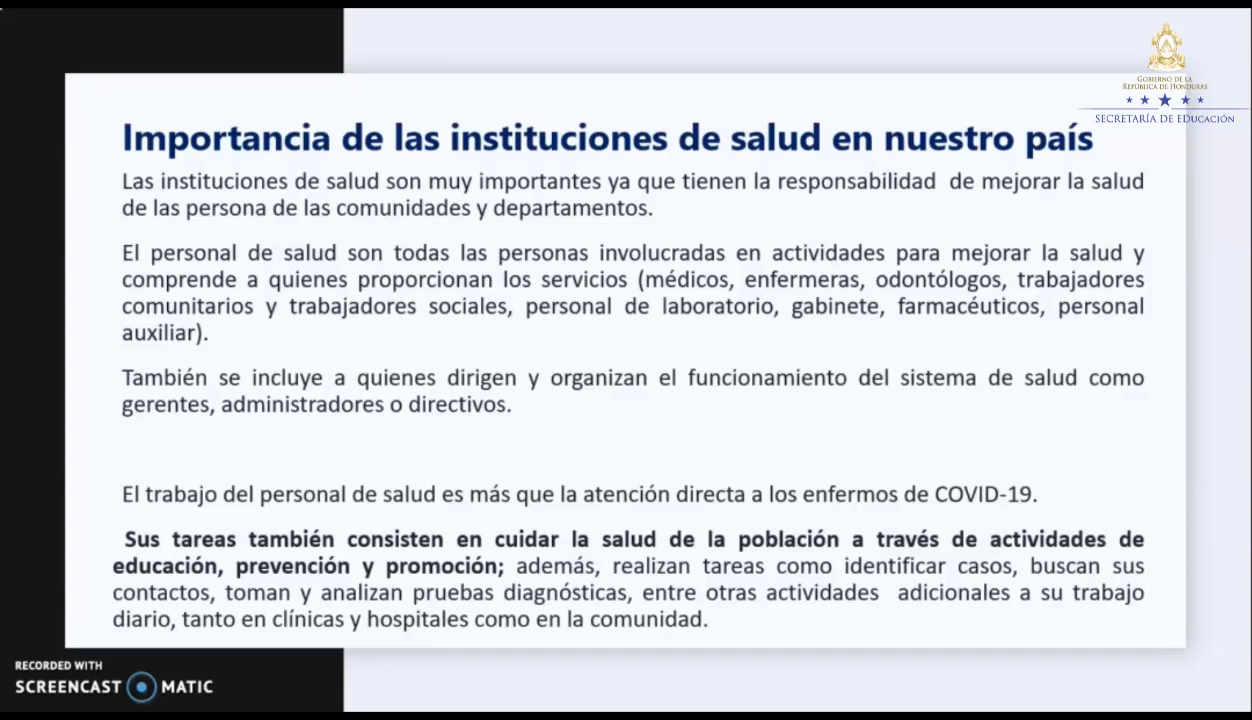 GOBIERNO DE LA
REPÚBLICA DE HONDURAS
SECRETARÍA DE EDUCACIÓN
Importancia de las instituciones de salud en nuestro país
Las instituciones de salud son muy importantes ya que tienen la responsabilidad  de mejorar la salud
de las persona de las comunidades y departamentos.
El personal de salud son todas las personas involucradas en actividades para mejorar la salud y
comprende a quienes proporcionan los servicios (médicos, enfermeras, odontólogos, trabajadores
comunitarios y trabajadores sociales, personal de laboratorio, gabinete, farmacéuticos, personal
auxiliar).
También se incluye a quienes dirigen y organizan el funcionamiento del sistema de salud como
gerentes, administradores o directivos.
El trabajo del personal de salud es más que la atención directa a los enfermos de COVID-19.
Sus tareas también consisten en cuidar la salud de la población a través de actividades de
educación, prevención y promoción; además, realizan tareas como identificar casos, buscan sus
contactos, toman y analizan pruebas diagnósticas, entre otras actividades  adicionales a su trabajo
diario, tanto en clínicas y hospitales como en la comunidad.
RECORDED WITH
SCREENCAST MATIC